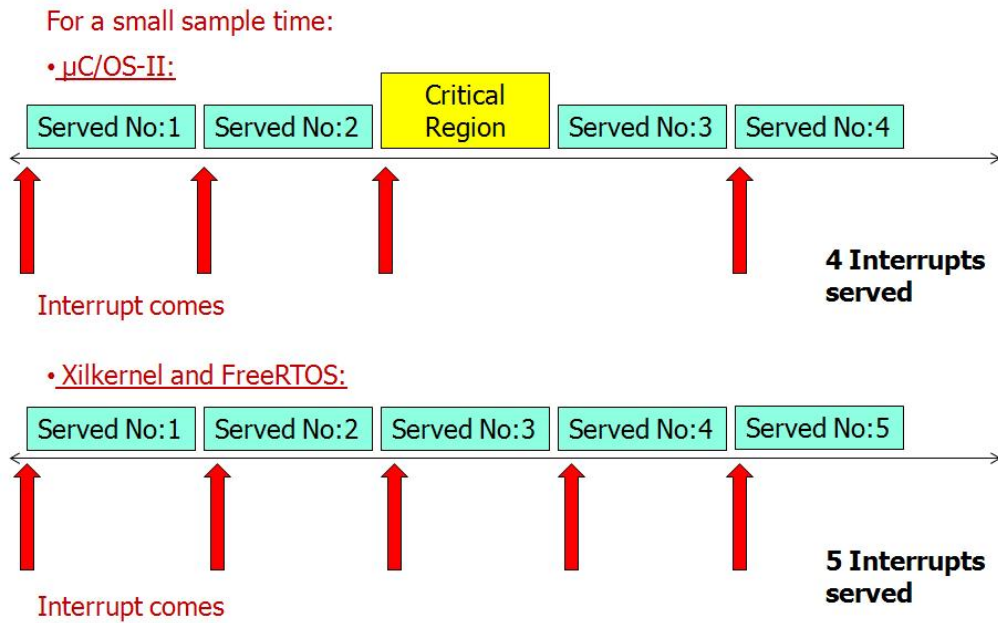 For a small sample time:
• µC/OS-II:
Served No:1
Served No:2
Critical
Region
Served No:3
Served No:4
Interrupt comes
4 Interrupts
served
• Xilkernel and FreeRTOS:
Served No:1
Served No:2
Served No:3
Served No:4
Served No:5
Interrupt comes
5 Interrupts
served